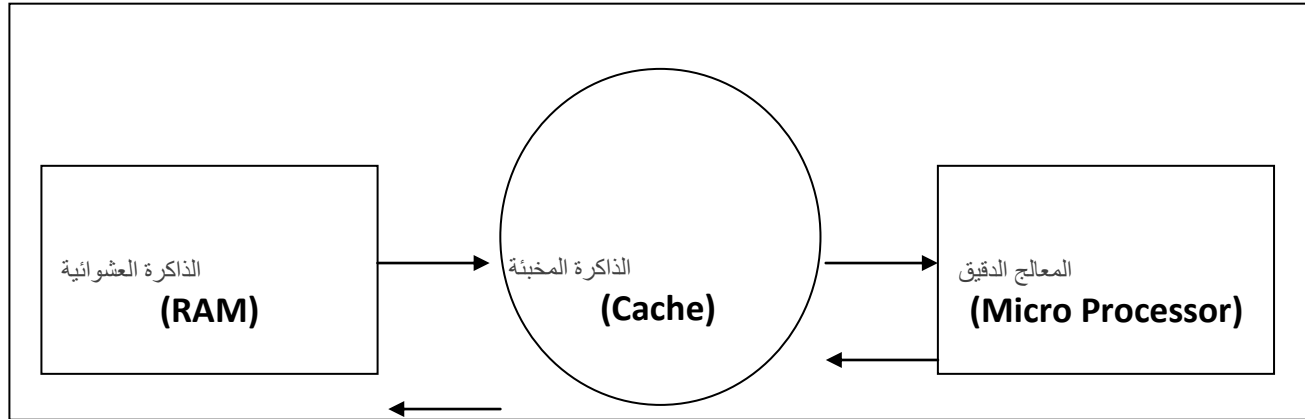 الذاكرة العشوائية
(RAM)
الذاكرة المخبئة
(Cache)
المعالج الدقيق
(Micro Processor)